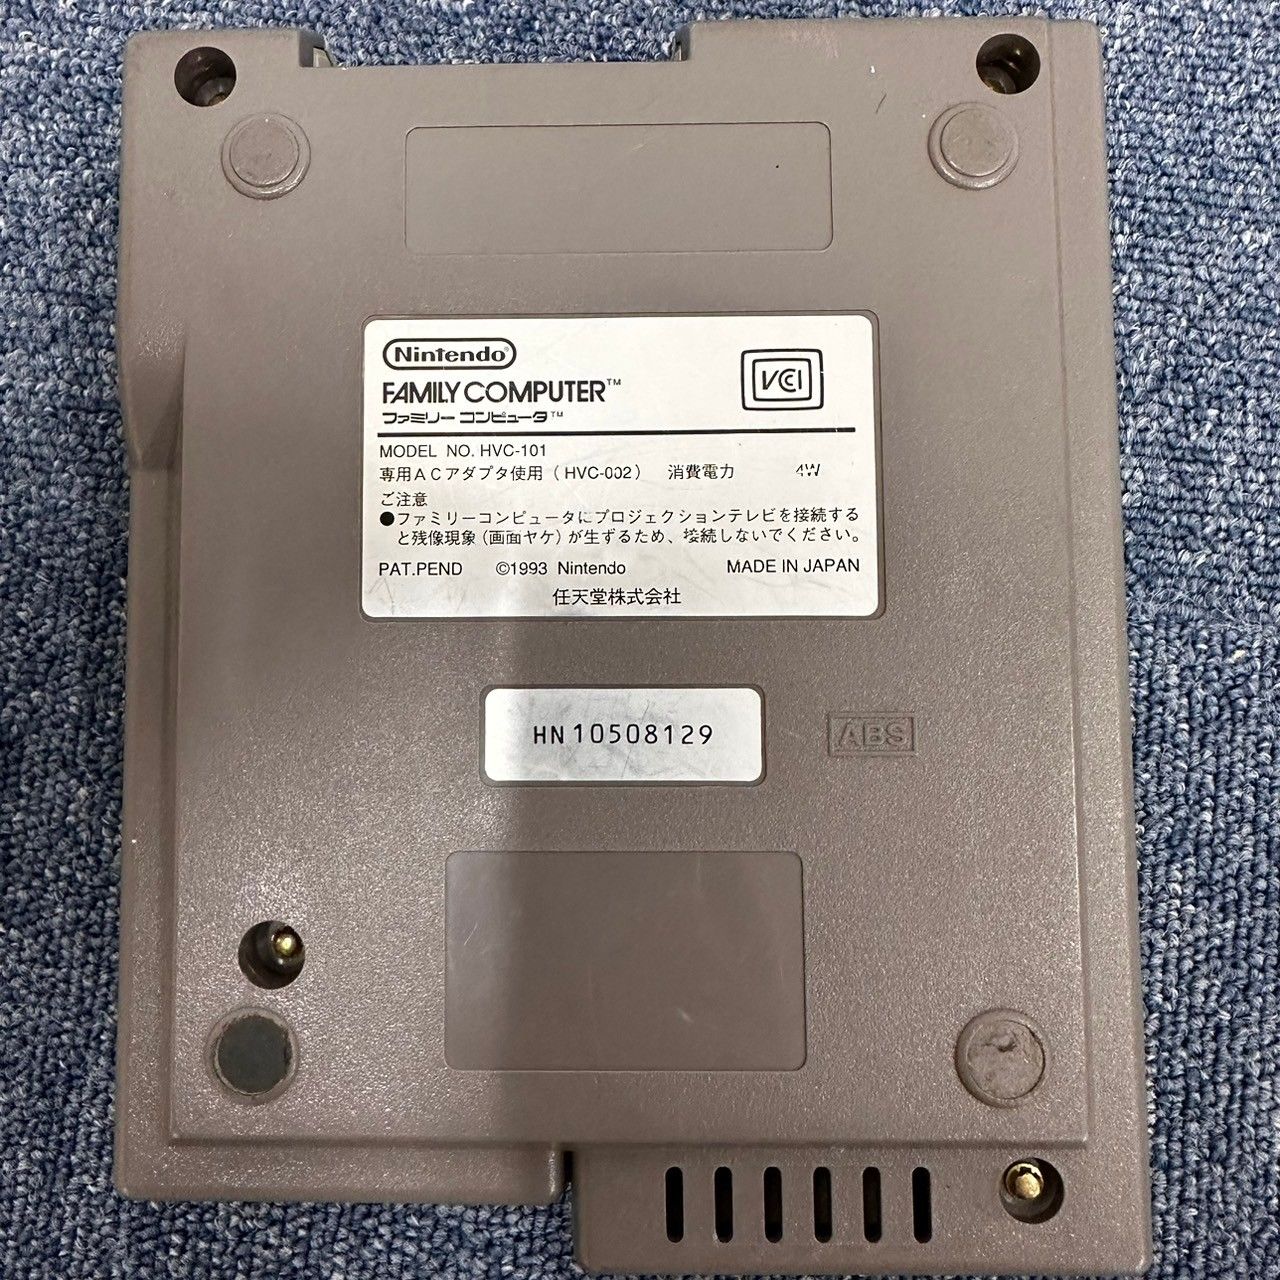 Nintendo®
FAMILY COMPUTER™
ファミリー コンピュータ™
VCCI
MODEL NO. HVC-101
専用ACアダプタ使用(HVC-002) 消費電力 4W
ご注意
●ファミリーコンピュータにプロジェクションテレビを接続する
と残像現象(画面ヤケ)が生ずるため、接続しないでください。
PAT.PEND ©1993 Nintendo MADE IN JAPAN
任天堂株式会社
HN10508129
ABS